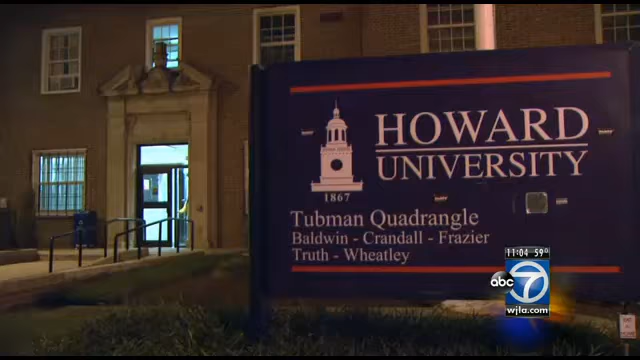 HOWARD
UNIVERSITY
1867
Tubman Quadrangle
Baldwin - Crandall - Frazier
Truth - Wheatley
11:04 59°
abc 7
wjla.com